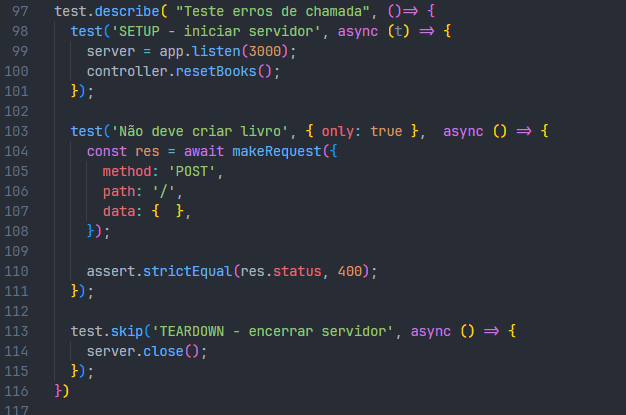 97 test.describe( "Teste erros de chamada", ()=> {
98 test('SETUP - iniciar servidor', async (t) => {
99 server = app.listen(3000);
100 controller.resetBooks();
101 });
102
103 test('Não deve criar livro', { only: true },  async () => {
104 const res = await makeRequest({
105 method: 'POST',
106 path: '/',
107 data: {  },
108 });
109
110 assert.strictEqual(res.status, 400);
111 });
112
113 test.skip('TEARDOWN - encerrar servidor', async () => {
114 server.close();
115 });
116 })
117